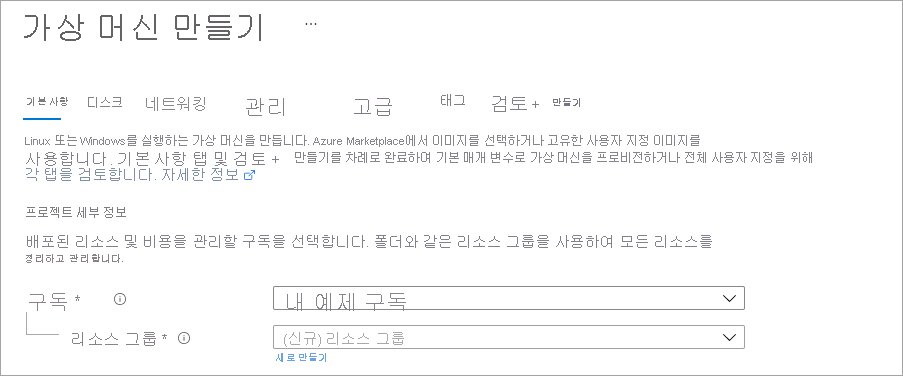 가상 머신 만들기 ...
기본 사항 디스크 네트워킹 관리 고급 태그 검토 + 만들기
Linux 또는 Windows를 실행하는 가상 머신을 만듭니다. Azure Marketplace에서 이미지를 선택하거나 고유한 사용자 지정 이미지를
사용합니다. 기본 사항 탭 및 검토 + 만들기를 차례로 완료하여 기본 매개 변수로 가상 머신을 프로비전하거나 전체 사용자 지정을 위해
각 탭을 검토합니다. 자세한 정보
프로젝트 세부 정보
배포된 리소스 및 비용을 관리할 구독을 선택합니다. 폴더와 같은 리소스 그룹을 사용하여 모든 리소스를
정리하고 관리합니다.
구독 * 내 예제 구독
리소스 그룹 * (신규) 리소스 그룹
새로 만들기